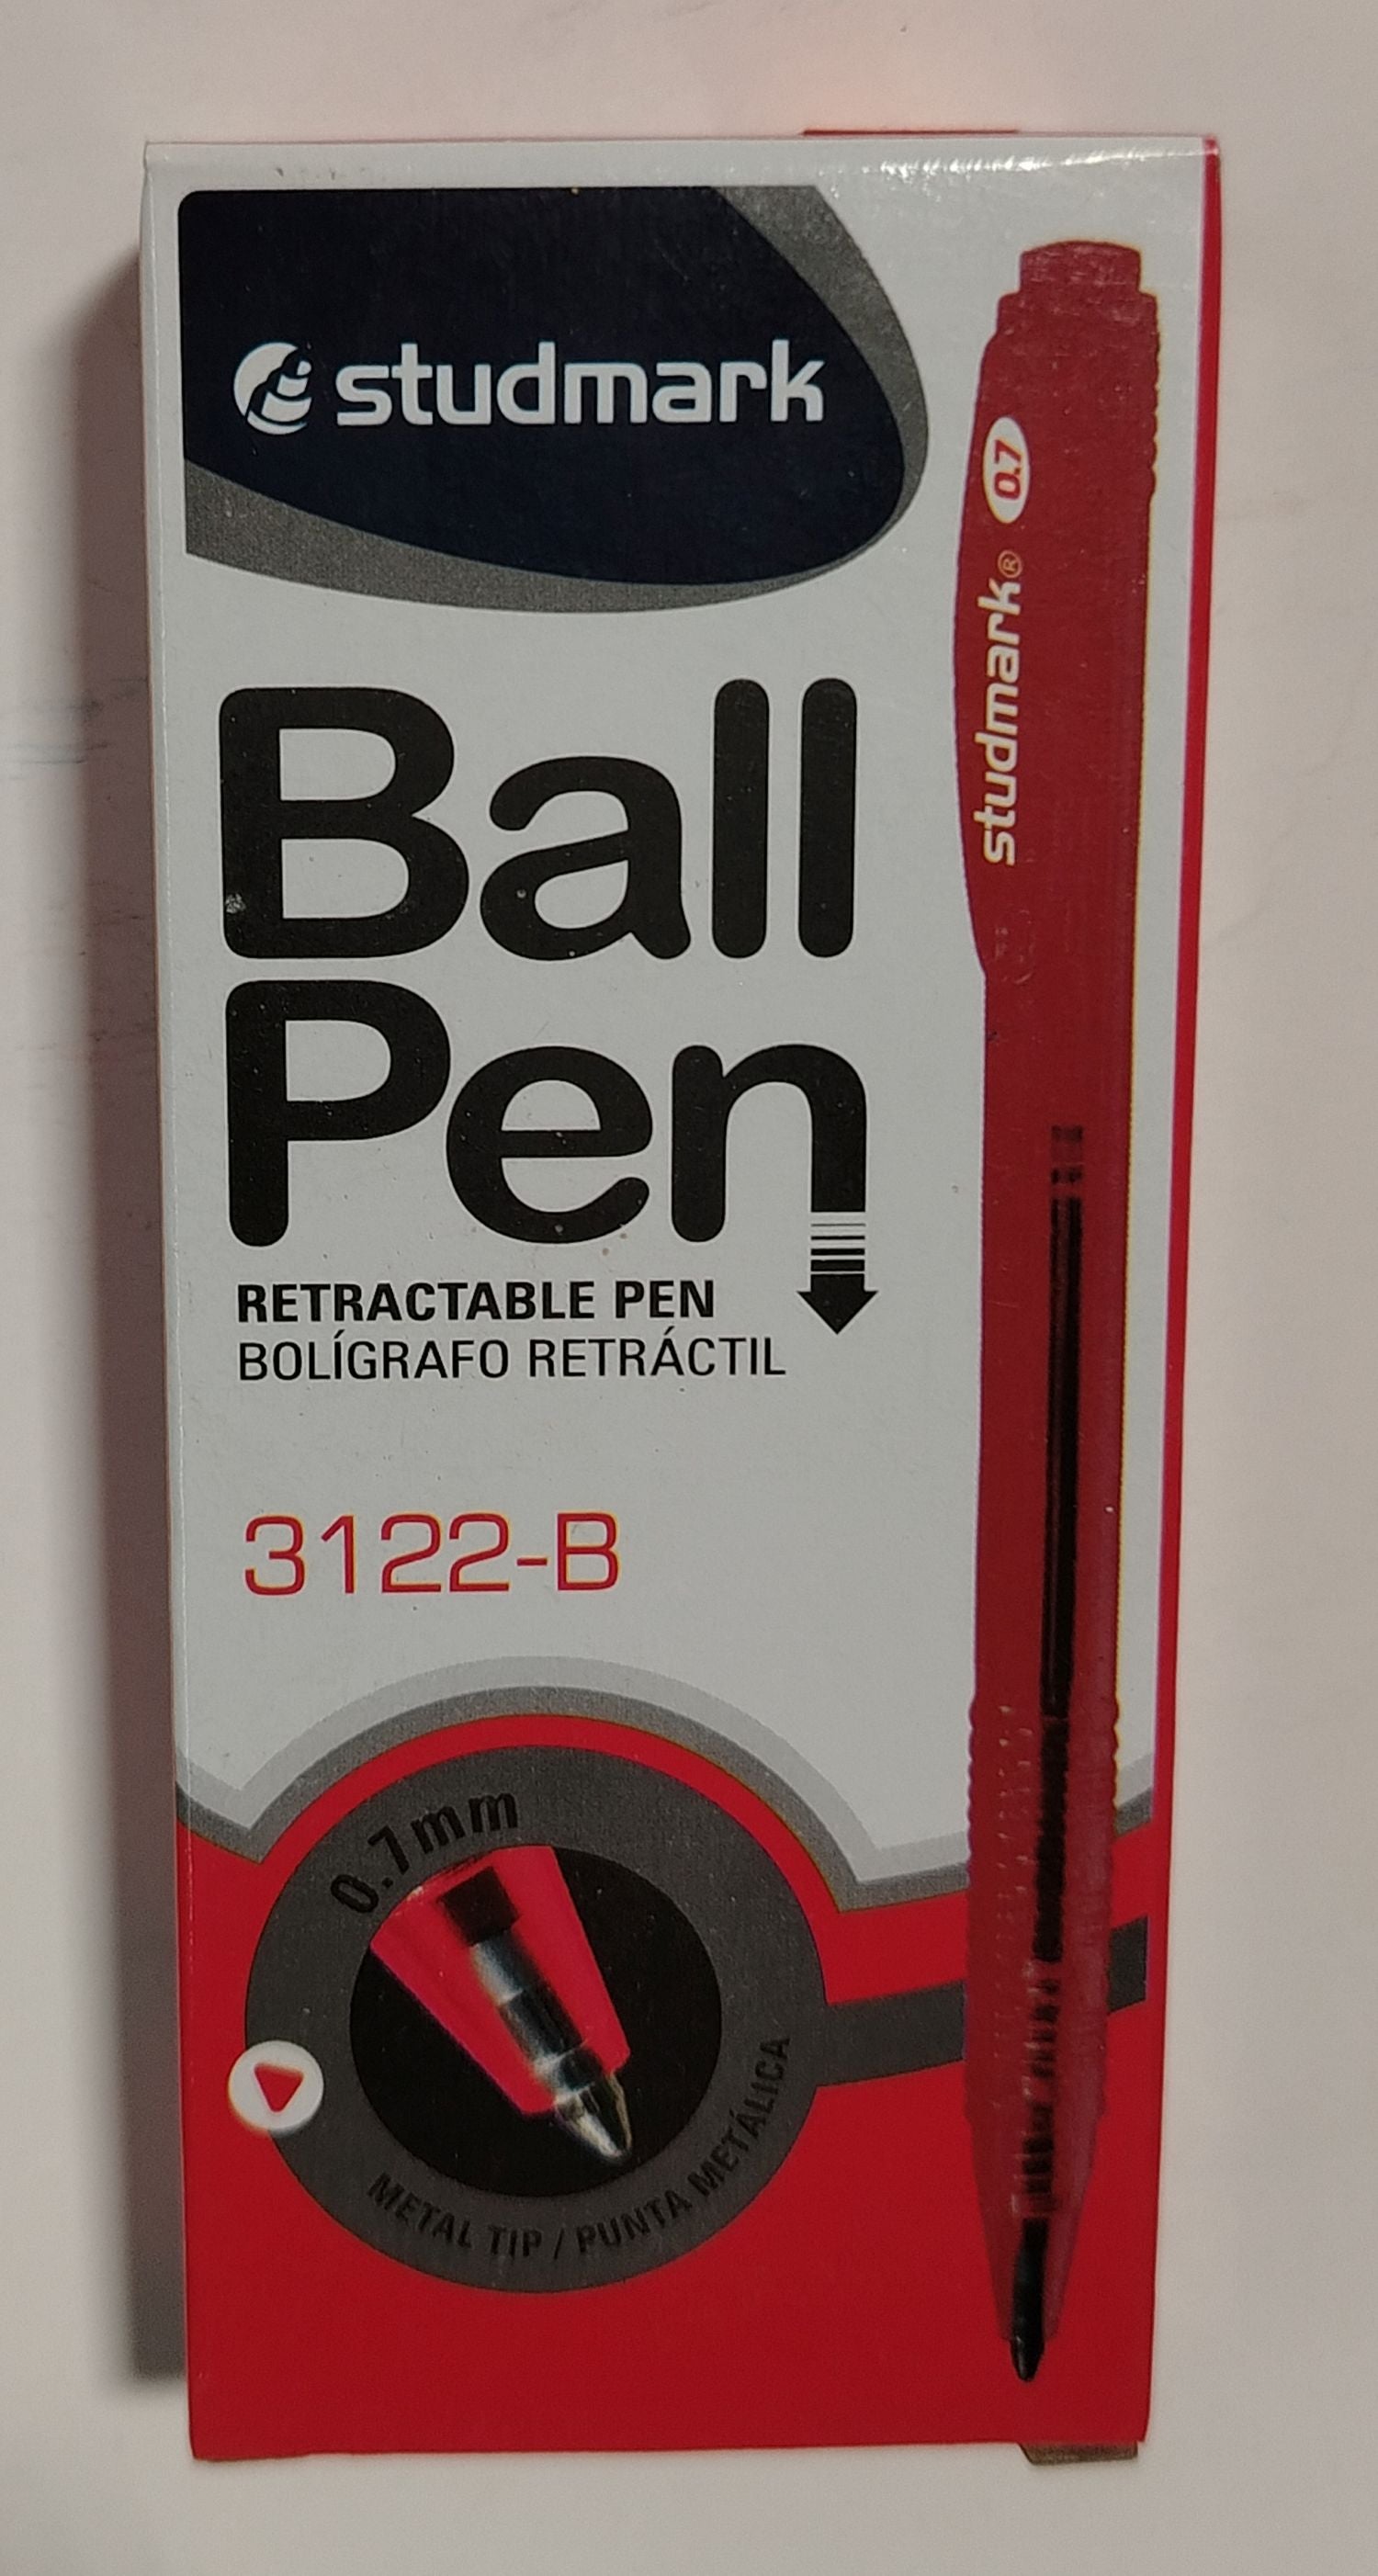 studmark
Ball
Pen
RETRACTABLE PEN
BOLÍGRAFO RETRÁCTIL
3122-B
0.7mm
METAL TIP / PUNTA METÁLICA
studmark® 0.7